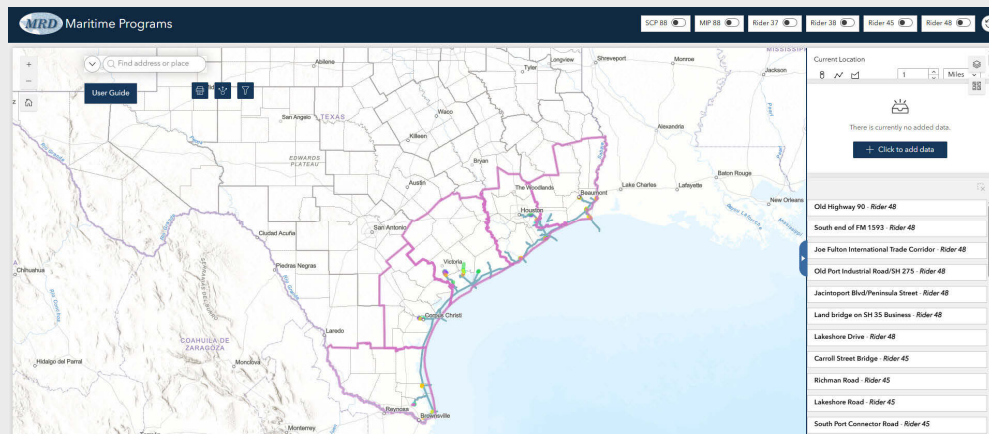 MRD Maritime Programs
SCP 88
MIP 88
Rider 37
Rider 38
Rider 45
Rider 48
Find address or place
User Guide
Current Location
1
Miles
There is currently no added data.
+ Click to add data
Old Highway 90 - Rider 48
South end of FM 1593 - Rider 48
Joe Fulton International Trade Corridor - Rider 48
Old Port Industrial Road/SH 275 - Rider 48
Jacintoport Blvd/Peninsula Street - Rider 48
Land bridge on SH 35 Business - Rider 48
Lakeshore Drive - Rider 48
Carroll Street Bridge - Rider 45
Richman Road - Rider 45
Lakeshore Road - Rider 45
South Port Connector Road - Rider 45
Abilene
Tyler
Longview
Shreveport
Monroe
MISSISSIP
Jackson
San Angelo
TEXAS
Waco
Killeen
Alexandria
EDWARDS
PLATEAU
Bryan
Austin
The Woodlands
Beaumont
Lake Charles
Lafayette
Baton Rouge
New Orleans
Houston
San Antonio
Ciudad Acuña
Victoria
Piedras Negras
Chihuahua
Corpus Christi
Laredo
COAHUILA DE
ZARAGOZA
Monclova
Hidalgo del Parral
Reynosa
Brownsville
Monterrey